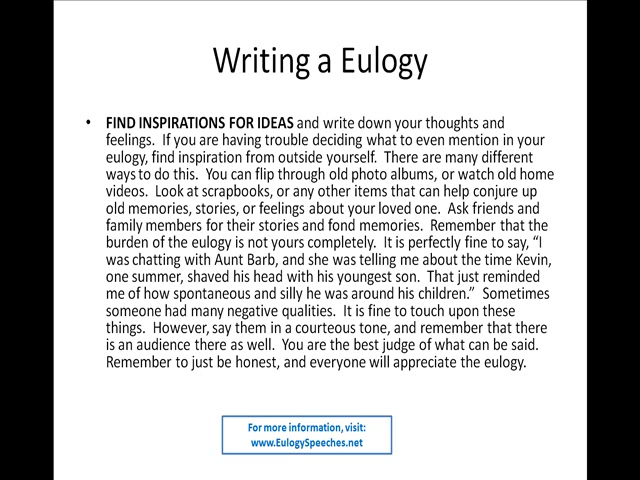 Writing a Eulogy
• FIND INSPIRATIONS FOR IDEAS and write down your thoughts and
feelings.  If you are having trouble deciding what to even mention in your
eulogy, find inspiration from outside yourself.  There are many different
ways to do this.  You can flip through old photo albums, or watch old home
videos.  Look at scrapbooks, or any other items that can help conjure up
old memories, stories, or feelings about your loved one.  Ask friends and
family members for their stories and fond memories.  Remember that the
burden of the eulogy is not yours completely.  It is perfectly fine to say, “I
was chatting with Aunt Barb, and she was telling me about the time Kevin,
one summer, shaved his head with his youngest son.  That just reminded
me of how spontaneous and silly he was around his children.”  Sometimes
someone had many negative qualities.  It is fine to touch upon these
things.  However, say them in a courteous tone, and remember that there
is an audience there as well.  You are the best judge of what can be said.
Remember to just be honest, and everyone will appreciate the eulogy.
For more information, visit:
www.EulogySpeeches.net